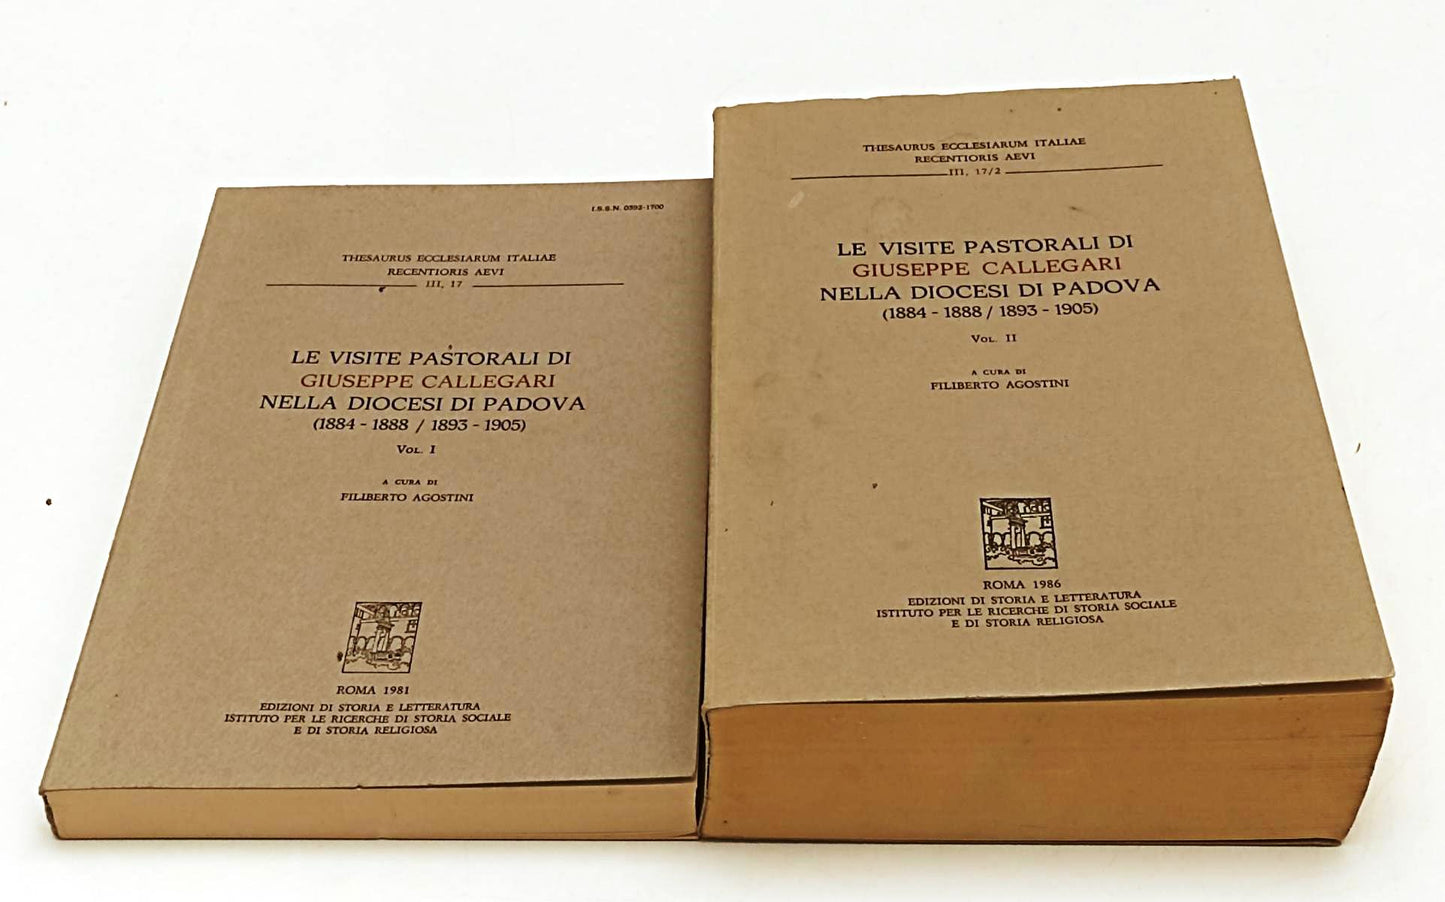 I.S.S.N. 0392-1700
THESAURUS ECCLESIARUM ITALIAE
RECENTIORIS AEVI
III, 17
LE VISITE PASTORALI DI
GIUSEPPE CALLEGARI
NELLA DIOCESI DI PADOVA
(1884 - 1888 / 1893 - 1905)
VOL. I
A CURA DI
FILIBERTO AGOSTINI
ROMA 1981
EDIZIONI DI STORIA E LETTERATURA
ISTITUTO PER LE RICERCHE DI STORIA SOCIALE
E DI STORIA RELIGIOSA
THESAURUS ECCLESIARUM ITALIAE
RECENTIORIS AEVI
III, 17/2
LE VISITE PASTORALI DI
GIUSEPPE CALLEGARI
NELLA DIOCESI DI PADOVA
(1884 - 1888 / 1893 - 1905)
VOL. II
A CURA DI
FILIBERTO AGOSTINI
ROMA 1986
EDIZIONI DI STORIA E LETTERATURA
ISTITUTO PER LE RICERCHE DI STORIA SOCIALE
E DI STORIA RELIGIOSA